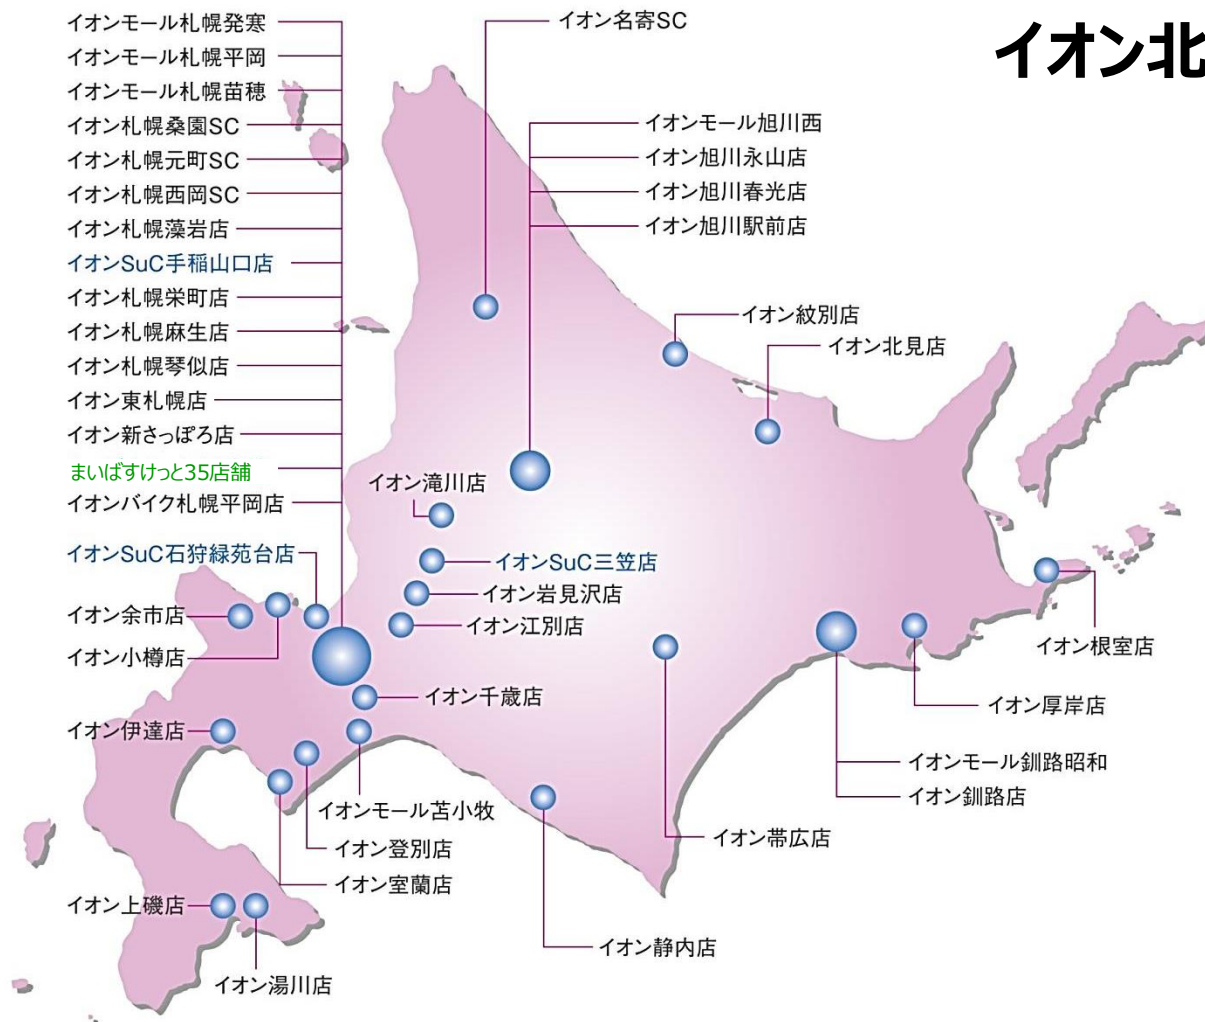 イオン北
イオンモール札幌発寒
イオンモール札幌平岡
イオンモール札幌苗穂
イオン札幌桑園SC
イオン札幌元町SC
イオン札幌西岡SC
イオン札幌藻岩店
イオンSuC手稲山口店
イオン札幌栄町店
イオン札幌麻生店
イオン札幌琴似店
イオン東札幌店
イオン新さっぽろ店
まいばすけっと35店舗
イオンバイク札幌平岡店
イオンSuC石狩緑苑台店
イオン余市店
イオン小樽店
イオン伊達店
イオン上磯店
イオン湯川店
イオン名寄SC
イオンモール旭川西
イオン旭川永山店
イオン旭川春光店
イオン旭川駅前店
イオン紋別店
イオン北見店
イオン滝川店
イオンSuC三笠店
イオン岩見沢店
イオン江別店
イオン千歳店
イオンモール苫小牧
イオン登別店
イオン室蘭店
イオン静内店
イオン帯広店
イオンモール釧路昭和
イオン釧路店
イオン厚岸店
イオン根室店